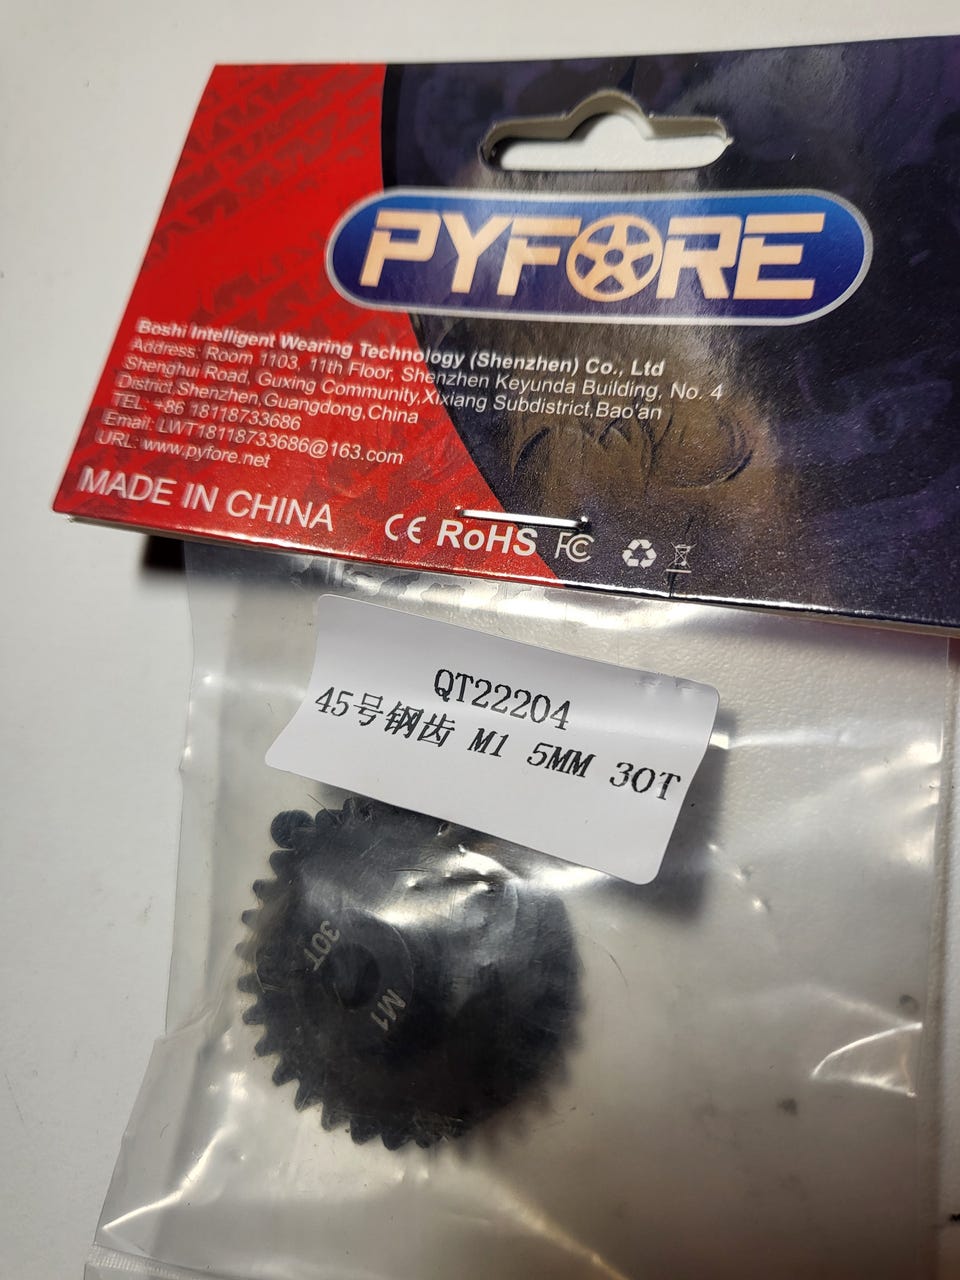 PYFORE
Boshi Intelligent Wearing Technology (Shenzhen) Co., Ltd
Address: Room 1103, 11th Floor, Shenzhen Keyunda Building, No. 4
Shenghui Road, Guxing Community,Xixiang Subdistrict,Bao'an
District,Shenzhen,Guangdong,China
TEL: +86 18118733686
Email: LWT18118733686@163.com
URL: www.pyfore.net
MADE IN CHINA
CE RoHS FC
QT22204
45号钢齿 M1 5MM 30T
30T
M1